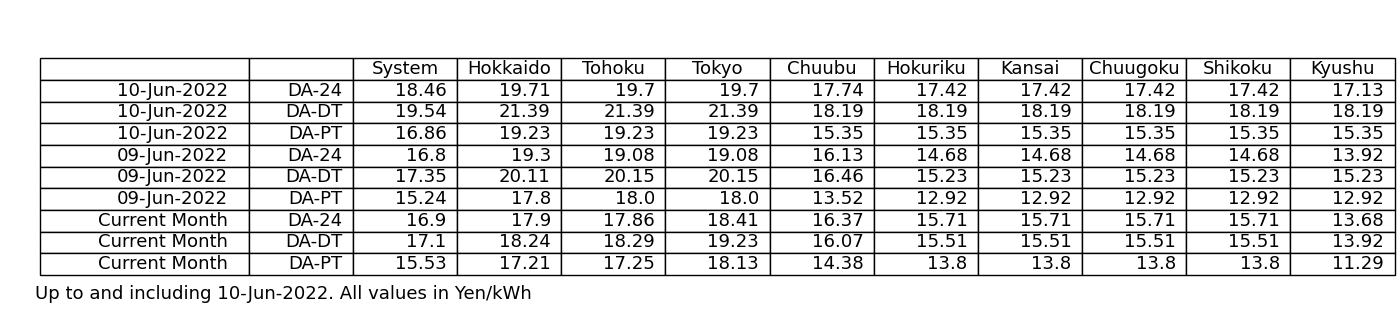 System Hokkaido Tohoku Tokyo Chuubu Hokuriku Kansai Chuugoku Shikoku Kyushu
10-Jun-2022 DA-24 18.46 19.71 19.7 19.7 17.74 17.42 17.42 17.42 17.42 17.13
10-Jun-2022 DA-DT 19.54 21.39 21.39 21.39 18.19 18.19 18.19 18.19 18.19 18.19
10-Jun-2022 DA-PT 16.86 19.23 19.23 19.23 15.35 15.35 15.35 15.35 15.35 15.35
09-Jun-2022 DA-24 16.8 19.3 19.08 19.08 16.13 14.68 14.68 14.68 14.68 13.92
09-Jun-2022 DA-DT 17.35 20.11 20.15 20.15 16.46 15.23 15.23 15.23 15.23 15.23
09-Jun-2022 DA-PT 15.24 17.8 18.0 18.0 13.52 12.92 12.92 12.92 12.92 12.92
Current Month DA-24 16.9 17.9 17.86 18.41 16.37 15.71 15.71 15.71 15.71 13.68
Current Month DA-DT 17.1 18.24 18.29 19.23 16.07 15.51 15.51 15.51 15.51 13.92
Current Month DA-PT 15.53 17.21 17.25 18.13 14.38 13.8 13.8 13.8 13.8 11.29
Up to and including 10-Jun-2022. All values in Yen/kWh